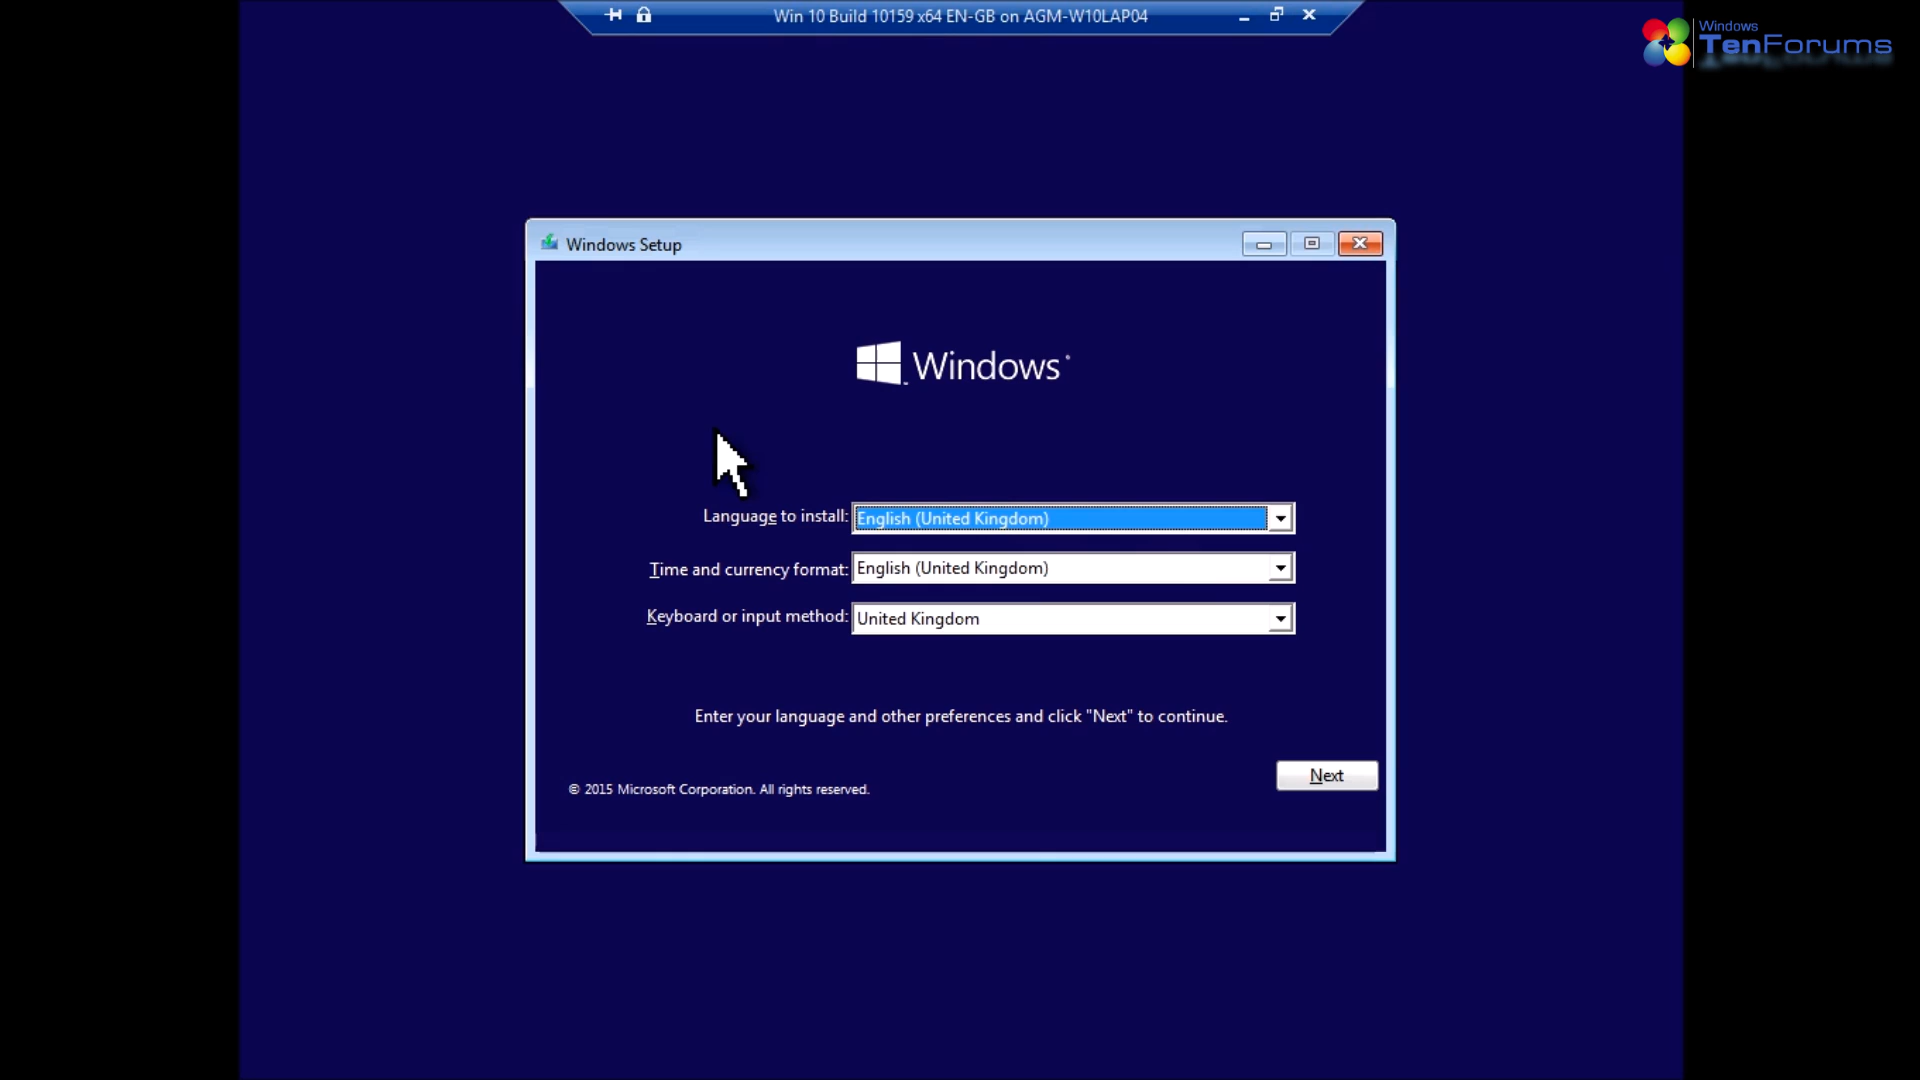 Win 10 Build 10159 x64 EN-GB on AGM-W10LAP04
Windows
TenForums
Windows Setup
Windows
Language to install: English (United Kingdom)
Time and currency format: English (United Kingdom)
Keyboard or input method: United Kingdom
Enter your language and other preferences and click "Next" to continue.
Next
© 2015 Microsoft Corporation. All rights reserved.